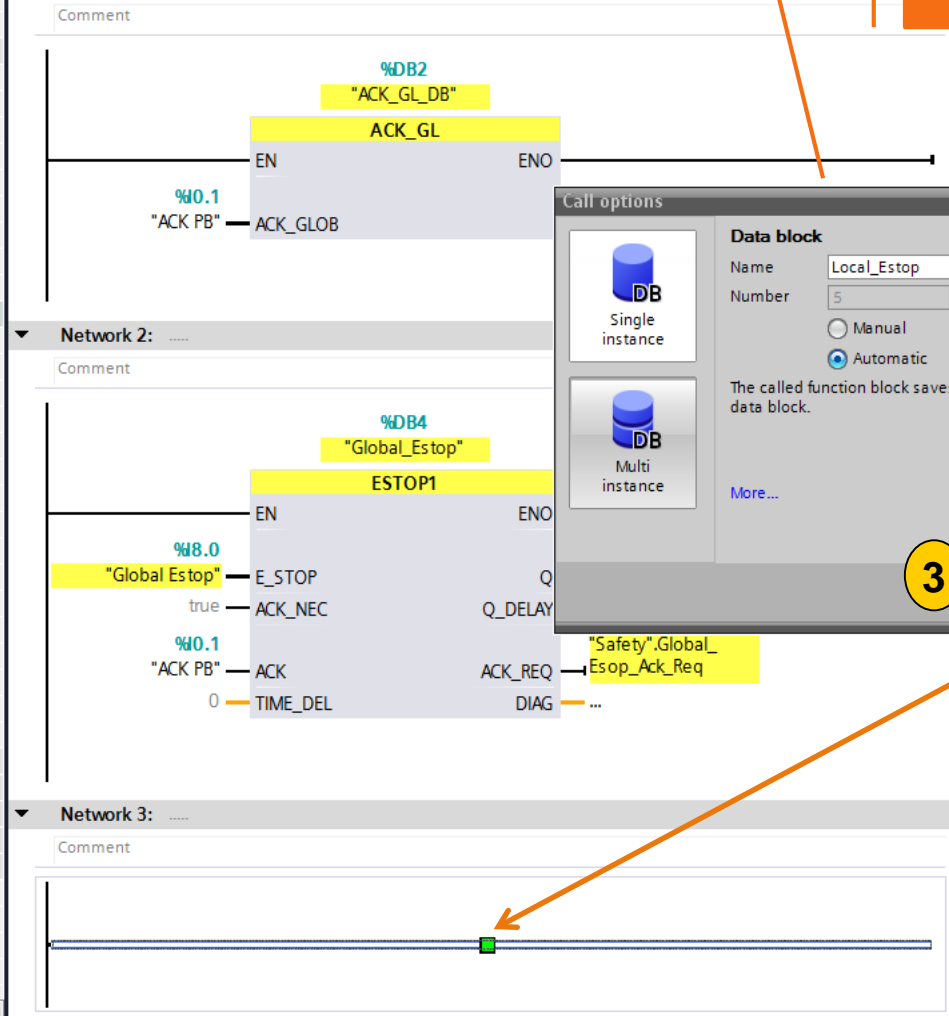 Comment
%DB2
"ACK_GL_DB"
ACK_GL
EN ENO
%I0.1
"ACK PB" ACK_GLOB
Call options
Data block
Name Local_Estop
Number 5
Manual
Automatic
The called function block saves
data block.
More...
DB
Single
instance
DB
Multi
instance
3
Network 2: .....
Comment
%DB4
"Global_Estop"
ESTOP1
EN ENO
%I8.0
"Global Estop" E_STOP Q
true ACK_NEC Q_DELAY
%I0.1
"ACK PB" ACK ACK_REQ
"Safety".Global_
Esop_Ack_Req
0 TIME_DEL DIAG ...
Network 3: .....
Comment